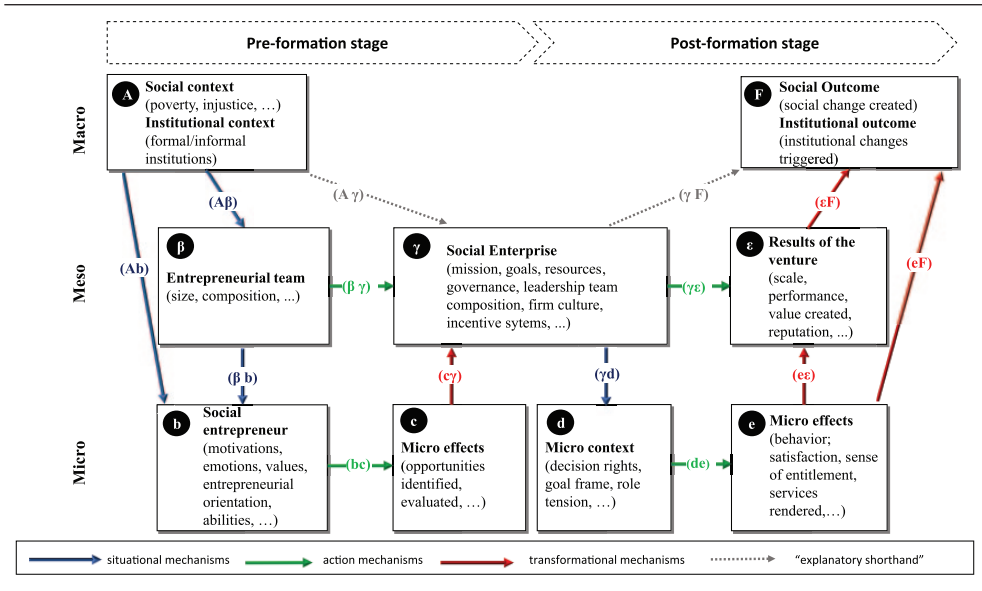 Pre-formation stage
Post-formation stage
Macro
A
Social context
(poverty, injustice, …)
Institutional context
(formal/informal
institutions)
F
Social Outcome
(social change created)
Institutional outcome
(institutional changes
triggered)
(Aβ)
(A γ)
(γ F)
(εF)
(Ab)
(eF)
Meso
β
Entrepreneurial team
(size, composition, ...)
(β γ)
γ
Social Enterprise
(mission, goals, resources,
governance, leadership team
composition, firm culture,
incentive sytems, ...)
(γε)
ε
Results of the
venture
(scale,
performance,
value created,
reputation, ...)
(β b)
(cγ)
(γd)
(eε)
Micro
b
Social
entrepreneur
(motivations,
emotions, values,
entrepreneurial
orientation,
abilities, …)
(bc)
c
Micro effects
(opportunities
identified,
evaluated, …)
d
Micro context
(decision rights,
goal frame, role
tension, …)
(de)
e
Micro effects
(behavior;
satisfaction, sense
of entitlement,
services
rendered,…)
situational mechanisms
action mechanisms
transformational mechanisms
“explanatory shorthand”